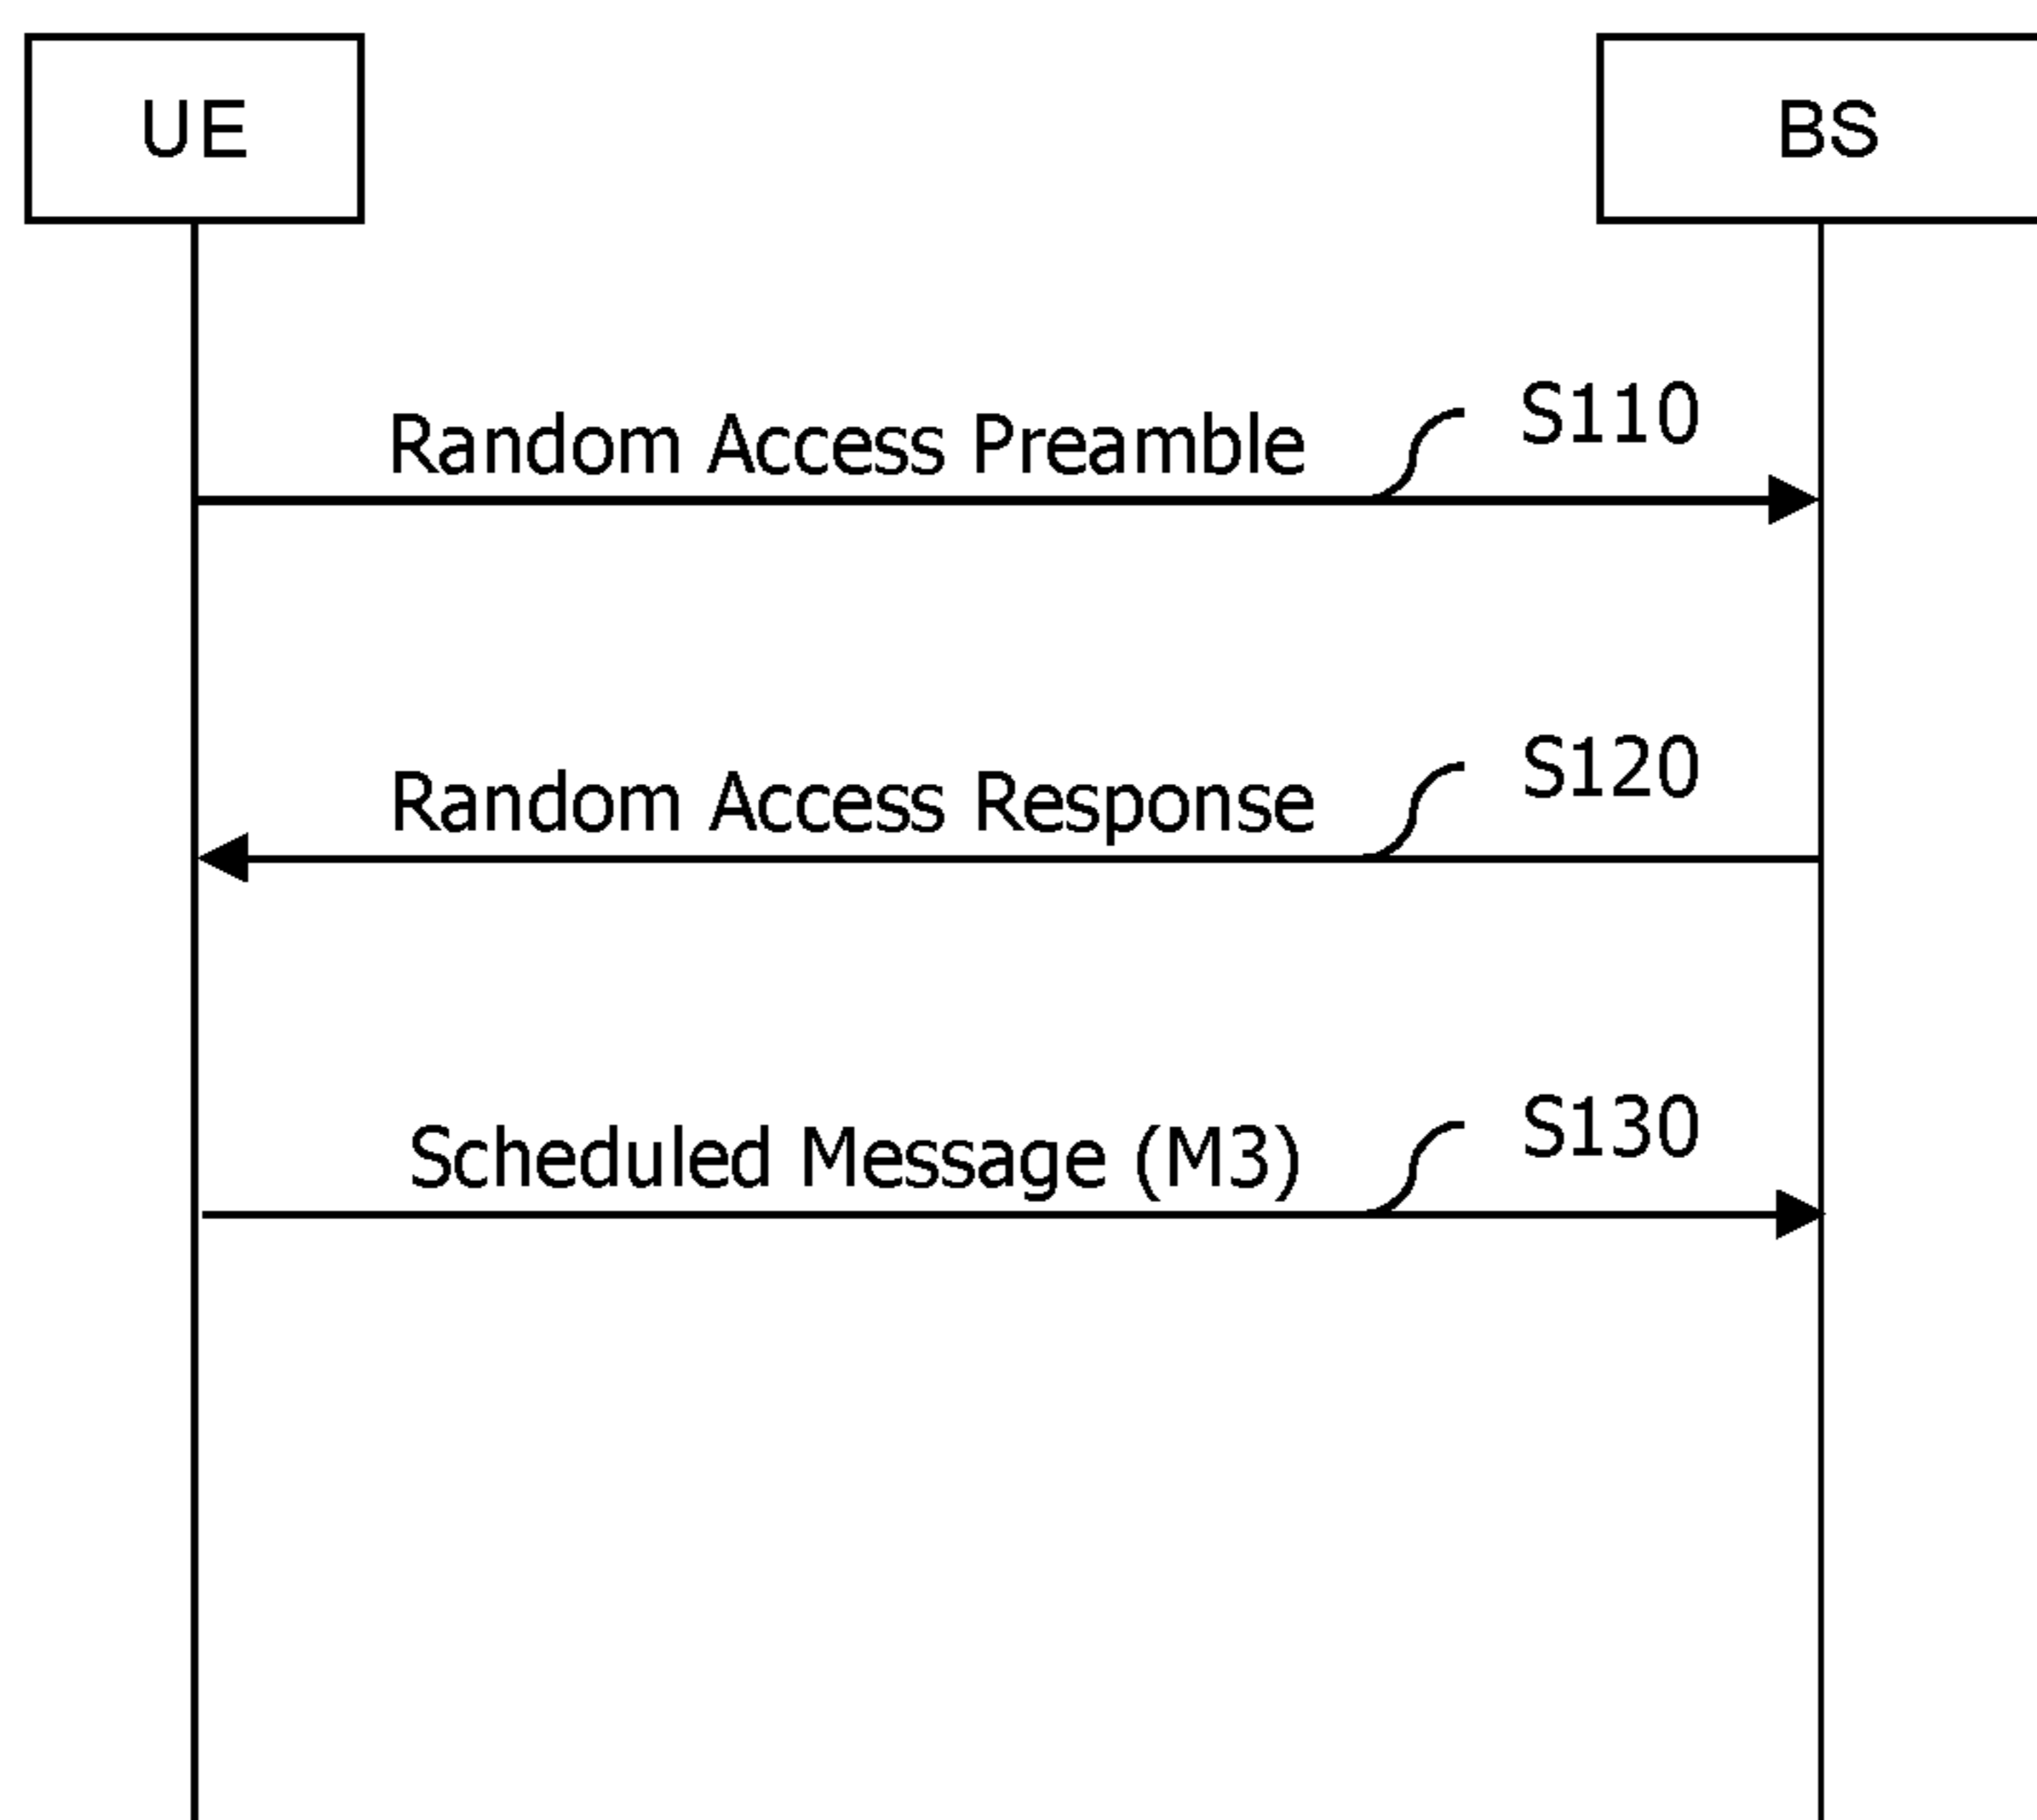 UE
BS
S110
Random Access Preamble
S120
Random Access Response
S130
Scheduled Message (M3)